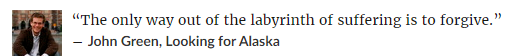 “The only way out of the labyrinth of suffering is to forgive.”
― John Green, Looking for Alaska